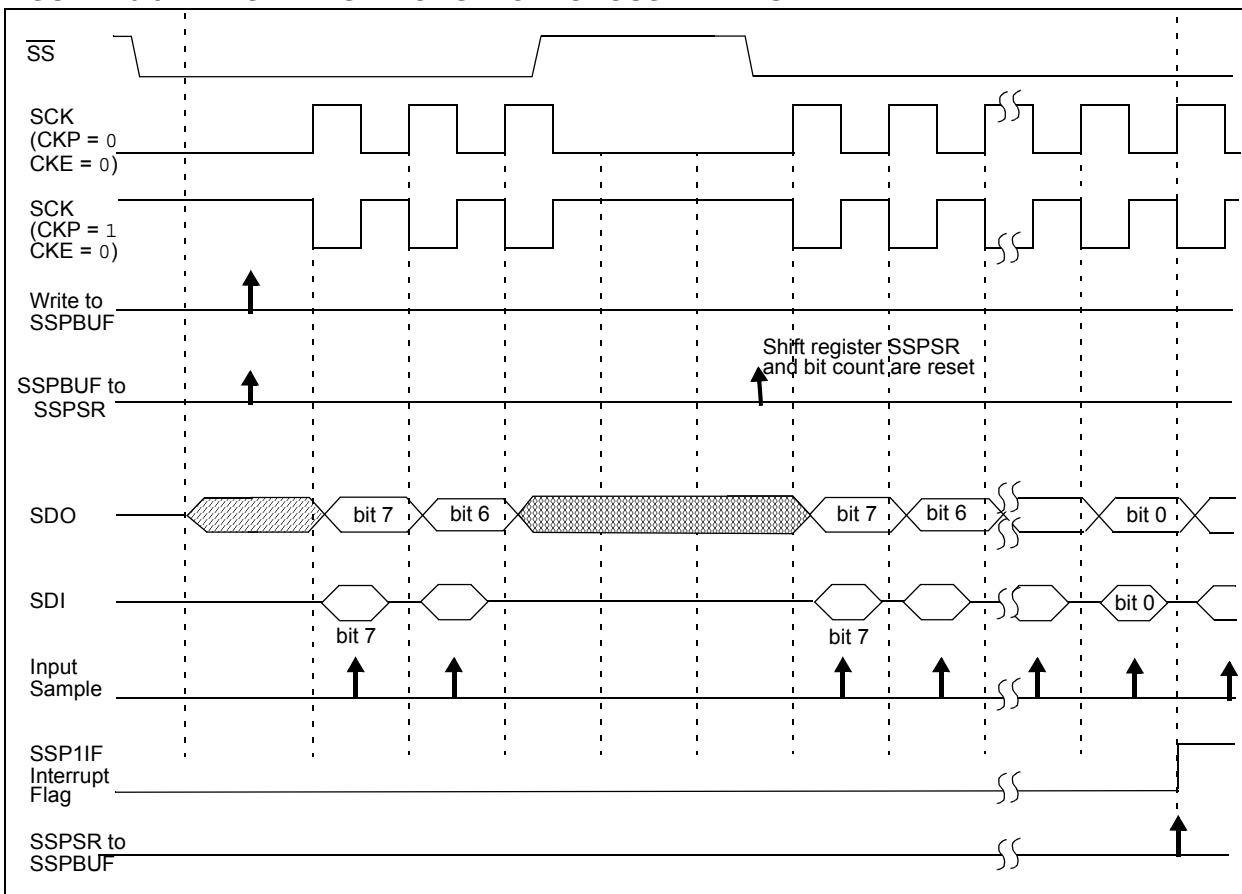 SS
SCK
(CKP = 0
CKE = 0)
SCK
(CKP = 1
CKE = 0)
Write to
SSPBUF
Shift register SSPSR
and bit count are reset
SSPBUF to
SSPSR
SDO
bit 7
bit 6
bit 7
bit 6
bit 0
SDI
bit 0
bit 7
bit 7
Input
Sample
SSP1IF
Interrupt
Flag
SSPSR to
SSPBUF